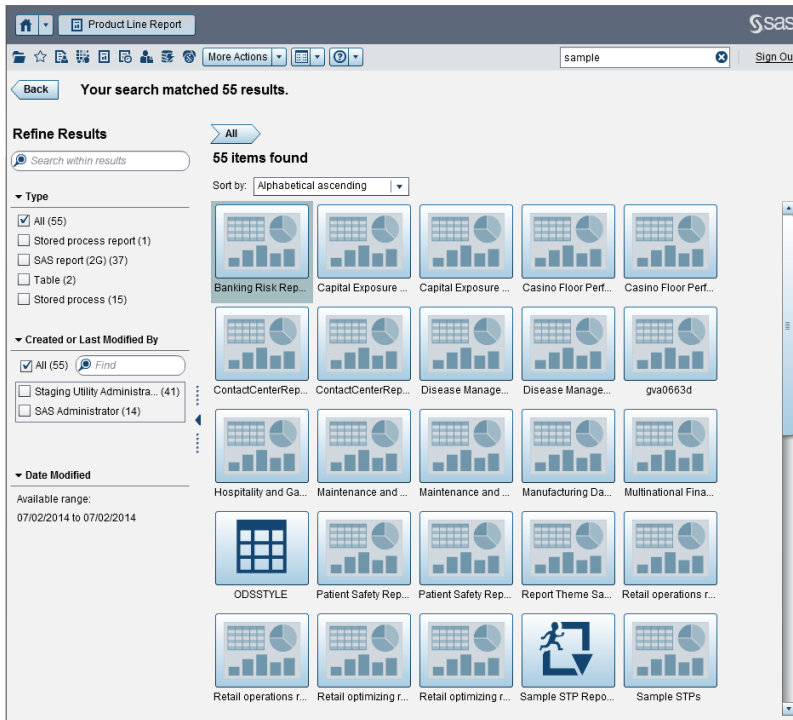 Product Line Report
sas
More Actions
sample
Sign Ou
Back
Your search matched 55 results.
Refine Results
Search within results
Type
All (55)
Stored process report (1)
SAS report (2G) (37)
Table (2)
Stored process (15)
Created or Last Modified By
All (55) Find
Staging Utility Administra... (41)
SAS Administrator (14)
Date Modified
Available range:
07/02/2014 to 07/02/2014
All
55 items found
Sort by: Alphabetical ascending
Banking Risk Rep... Capital Exposure ... Capital Exposure ... Casino Floor Perf... Casino Floor Perf...
ContactCenterRep... ContactCenterRep... Disease Manage... Disease Manage... gva0663d
Hospitality and Ga... Maintenance and ... Maintenance and ... Manufacturing Da... Multinational Fina...
ODSSTYLE Patient Safety Rep... Patient Safety Rep... Report Theme Sa... Retail operations r...
Retail operations r... Retail optimizing r... Retail optimizing r... Sample STP Repo... Sample STPs